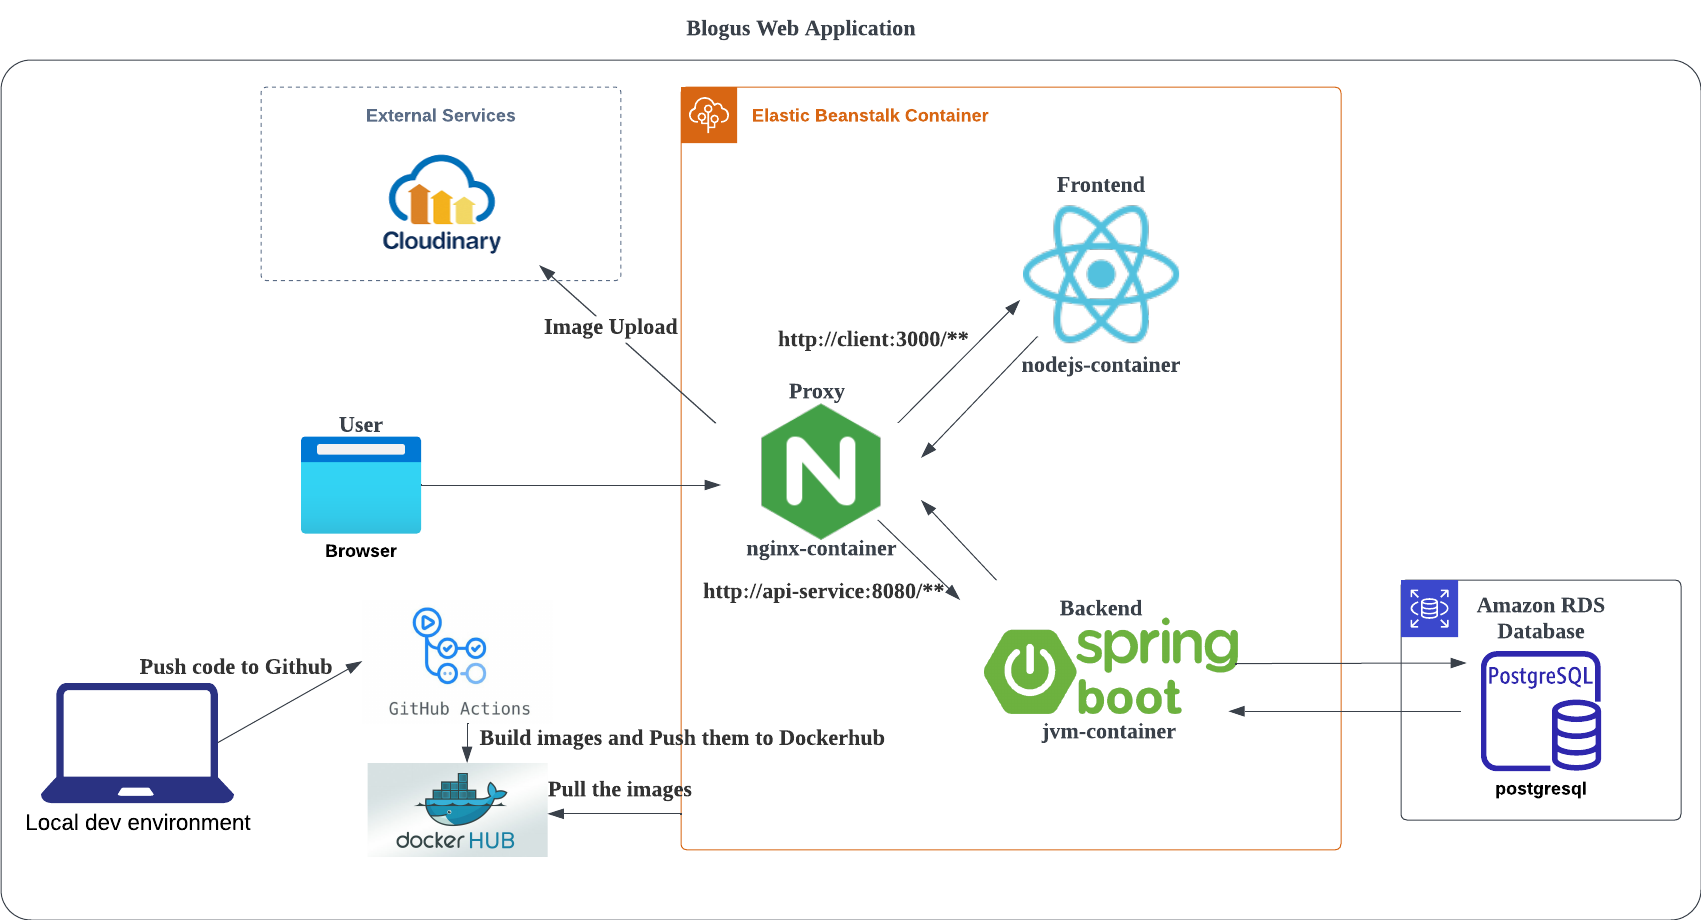 Blogus Web Application
External Services
Cloudinary
Elastic Beanstalk Container
Frontend
nodejs-container
Image Upload
http://client:3000/**
Proxy
nginx-container
User
Browser
http://api-service:8080/**
Backend
spring
boot
jvm-container
Amazon RDS
Database
PostgreSQL
postgresql
Push code to Github
Local dev environment
GitHub Actions
Build images and Push them to Dockerhub
Pull the images
docker HUB